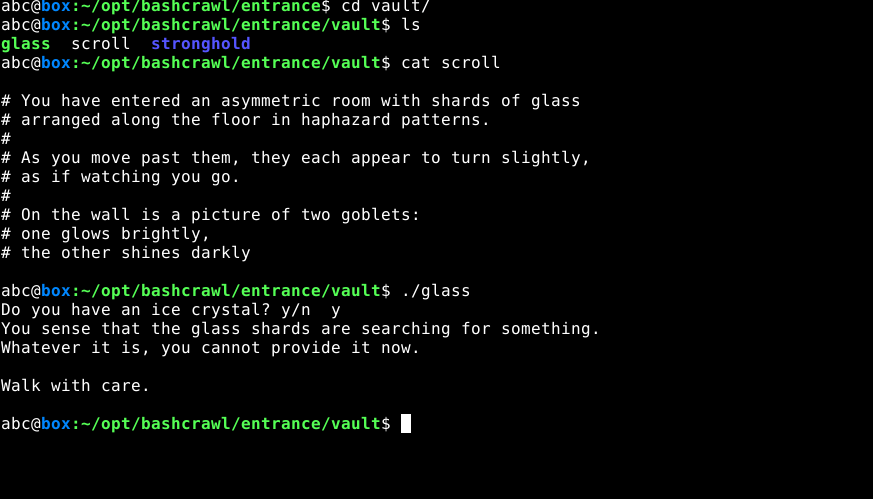 abc@box:~/opt/bashcrawl/entrance$ cd vault/
abc@box:~/opt/bashcrawl/entrance/vault$ ls
glass  scroll  stronghold
abc@box:~/opt/bashcrawl/entrance/vault$ cat scroll
# You have entered an asymmetric room with shards of glass
# arranged along the floor in haphazard patterns.
#
# As you move past them, they each appear to turn slightly,
# as if watching you go.
#
# On the wall is a picture of two goblets:
# one glows brightly,
# the other shines darkly
abc@box:~/opt/bashcrawl/entrance/vault$ ./glass
Do you have an ice crystal? y/n  y
You sense that the glass shards are searching for something.
Whatever it is, you cannot provide it now.
Walk with care.
abc@box:~/opt/bashcrawl/entrance/vault$